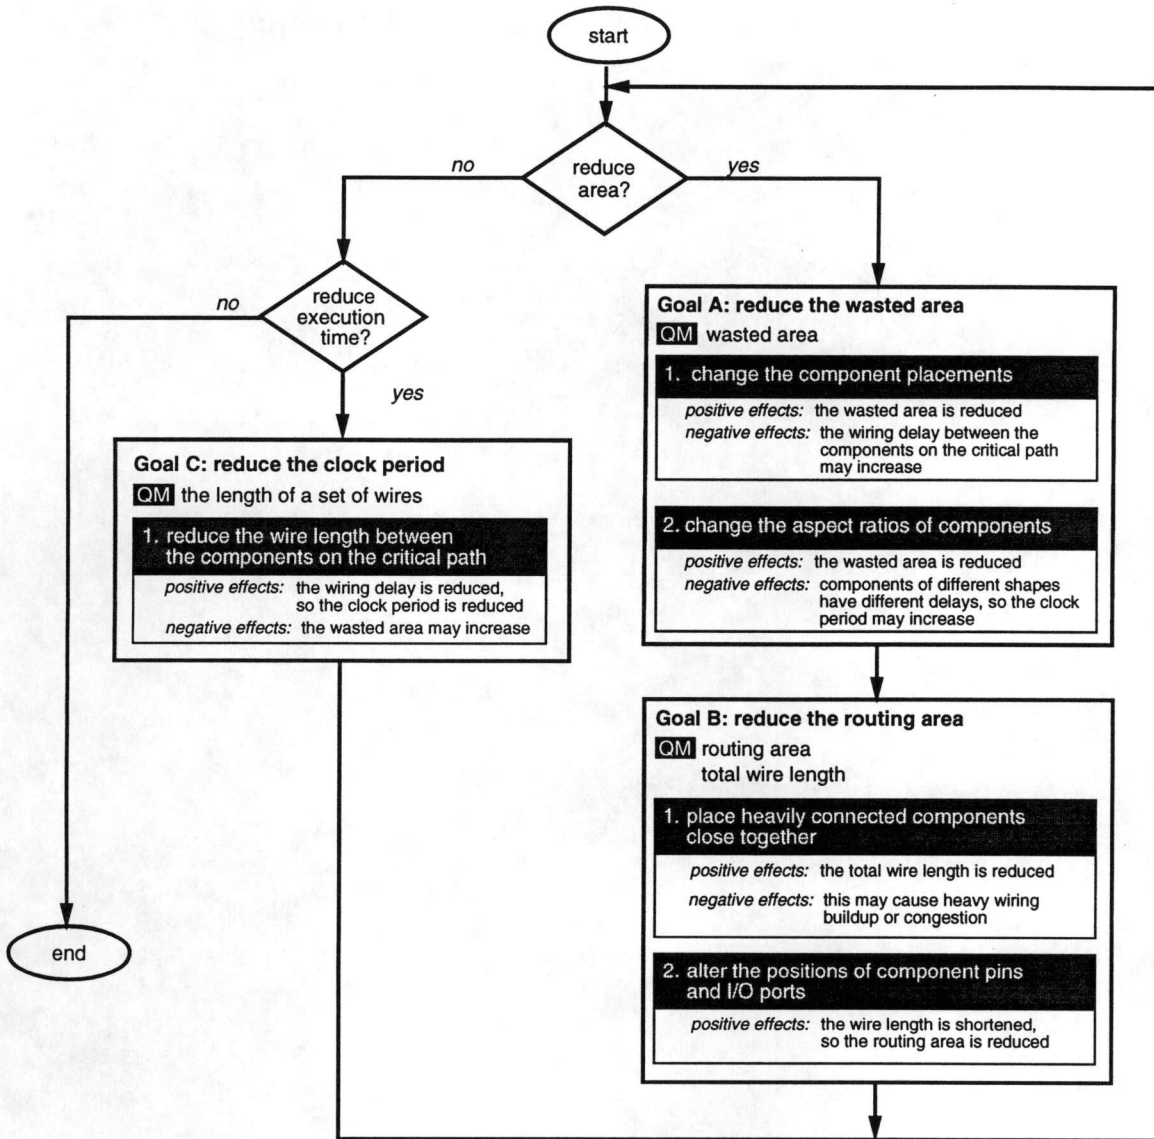 start
reduce
area?
no
yes
reduce
execution
time?
no
yes
Goal C: reduce the clock period
QM the length of a set of wires
1. reduce the wire length between
the components on the critical path
positive effects: the wiring delay is reduced,
so the clock period is reduced
negative effects: the wasted area may increase
end
Goal A: reduce the wasted area
QM wasted area
1. change the component placements
positive effects: the wasted area is reduced
negative effects: the wiring delay between the
components on the critical path
may increase
2. change the aspect ratios of components
positive effects: the wasted area is reduced
negative effects: components of different shapes
have different delays, so the clock
period may increase
Goal B: reduce the routing area
QM routing area
total wire length
1. place heavily connected components
close together
positive effects: the total wire length is reduced
negative effects: this may cause heavy wiring
buildup or congestion
2. alter the positions of component pins
and I/O ports
positive effects: the wire length is shortened,
so the routing area is reduced